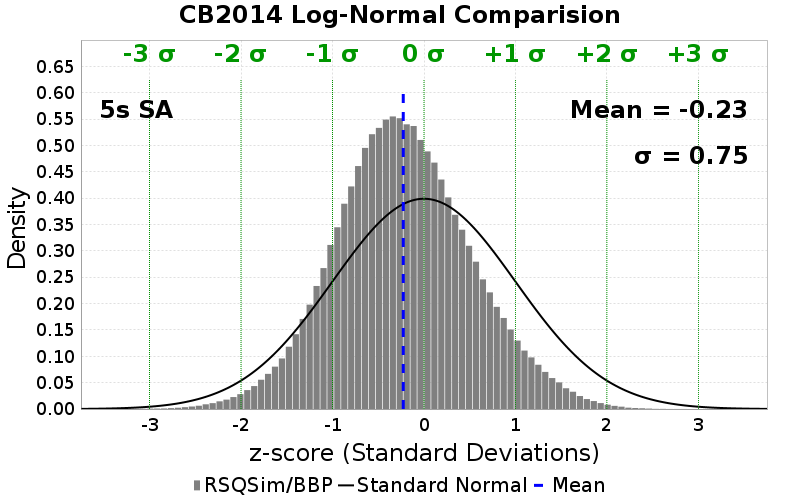 CB2014 Log-Normal Comparision
-3 σ -2 σ -1 σ 0 σ +1 σ +2 σ +3 σ
5s SA
Mean = -0.23
σ = 0.75
Density
0.65
0.60
0.55
0.50
0.45
0.40
0.35
0.30
0.25
0.20
0.15
0.10
0.05
0.00
-3 -2 -1 0 1 2 3
z-score (Standard Deviations)
RSQSim/BBP Standard Normal Mean